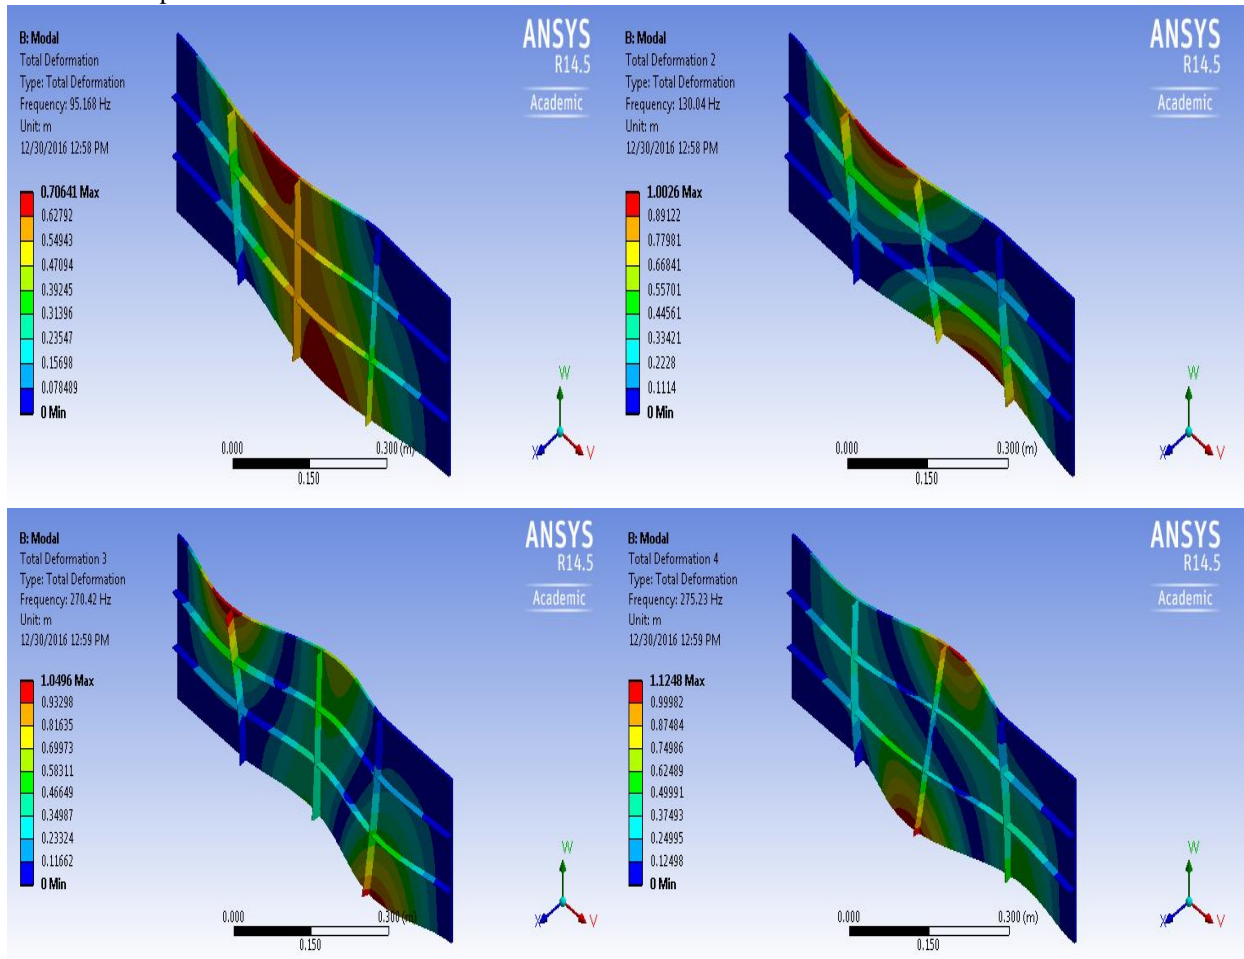 B: Modal
Total Deformation
Type: Total Deformation
Frequency: 95.168 Hz
Unit: m
12/30/2016 12:58 PM
0.70641 Max
0.62792
0.54943
0.47094
0.39245
0.31396
0.23547
0.15698
0.078489
0 Min
ANSYS
R14.5
Academic
0.000
0.300 (m)
0.150
W
X
V
B: Modal
Total Deformation 2
Type: Total Deformation
Frequency: 130.04 Hz
Unit: m
12/30/2016 12:58 PM
1.0026 Max
0.89122
0.77981
0.66841
0.55701
0.44561
0.33421
0.2228
0.1114
0 Min
ANSYS
R14.5
Academic
0.000
0.300 (m)
0.150
W
X
V
B: Modal
Total Deformation 3
Type: Total Deformation
Frequency: 270.42 Hz
Unit: m
12/30/2016 12:59 PM
1.0496 Max
0.93298
0.81635
0.69973
0.58311
0.46649
0.34987
0.23324
0.11662
0 Min
ANSYS
R14.5
Academic
0.000
0.300 (m)
0.150
W
X
V
B: Modal
Total Deformation 4
Type: Total Deformation
Frequency: 275.23 Hz
Unit: m
12/30/2016 12:59 PM
1.1248 Max
0.99982
0.87484
0.74986
0.62489
0.49991
0.37493
0.24995
0.12498
0 Min
ANSYS
R14.5
Academic
0.000
0.300 (m)
0.150
W
X
V